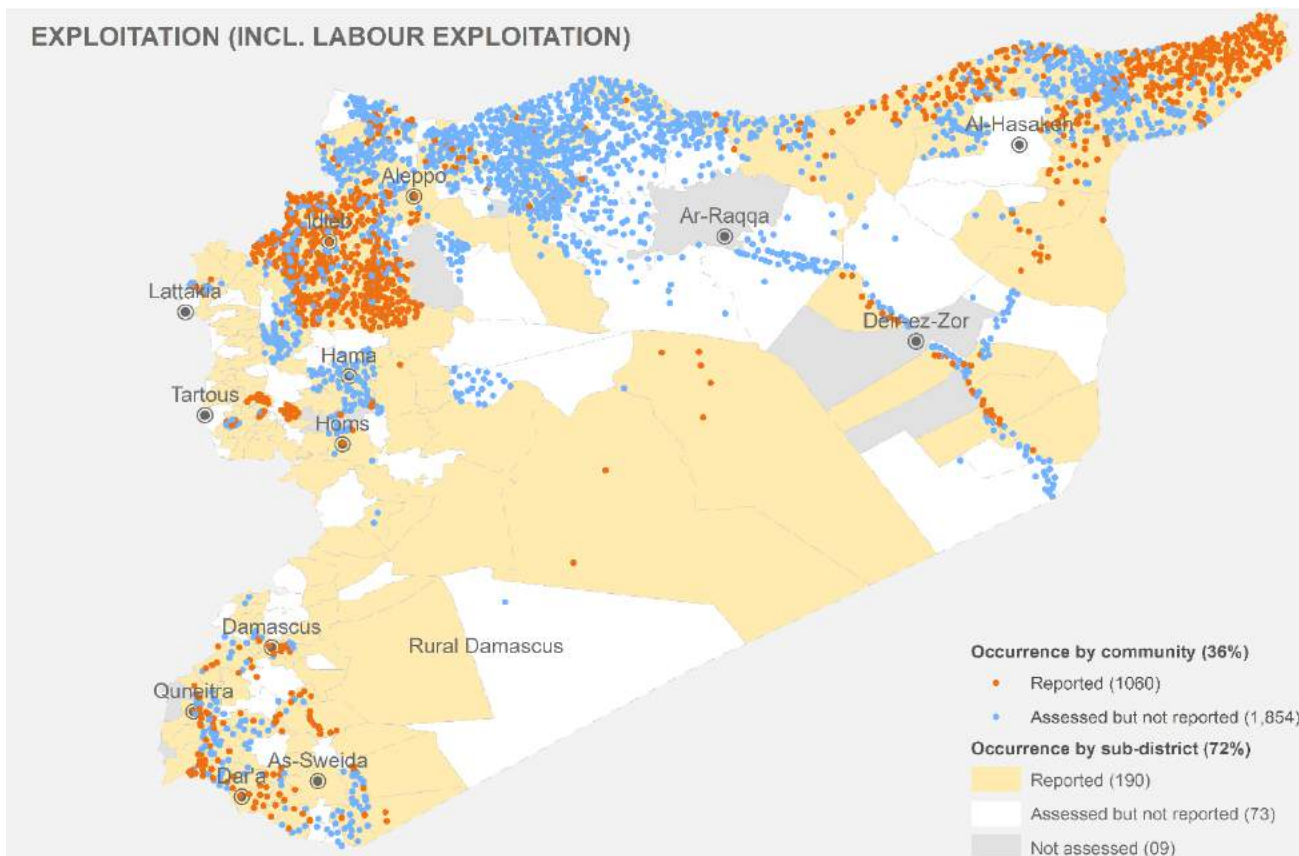 EXPLOITATION (INCL. LABOUR EXPLOITATION)
Al-Hasakeh
Aleppo
Idleb
Ar-Raqqa
Lattakia
Deir-ez-Zor
Hama
Tartous
Homs
Damascus
Rural Damascus
Quneitra
As-Sweida
Dar'a
Occurrence by community (36%)
Reported (1060)
Assessed but not reported (1,854)
Occurrence by sub-district (72%)
Reported (190)
Assessed but not reported (73)
Not assessed (09)